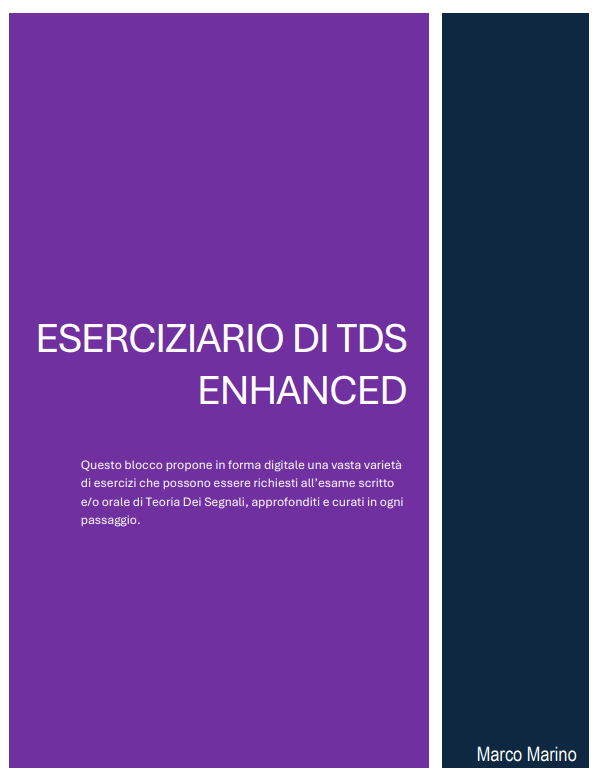 ESERCIZIARIO DI TDS
ENHANCED
Questo blocco propone in forma digitale una vasta varietà
di esercizi che possono essere richiesti all'esame scritto
e/o orale di Teoria Dei Segnali, approfonditi e curati in ogni
passaggio.
Marco Marino